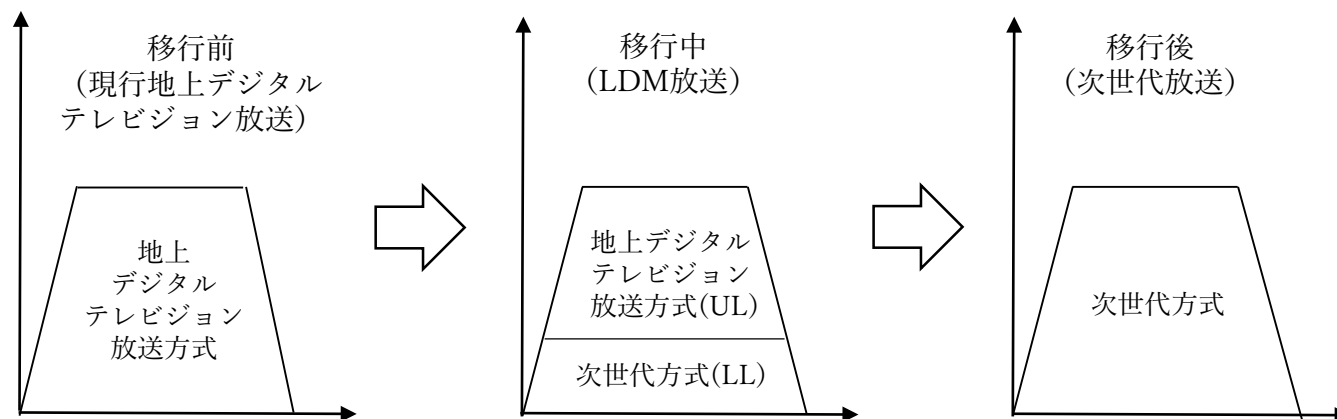 移行前
（現行地上デジタル
テレビジョン放送）
地上
デジタル
テレビジョン
放送方式
移行中
（LDM放送）
地上デジタル
テレビジョン
放送方式(UL)
次世代方式(LL)
移行後
（次世代放送）
次世代方式